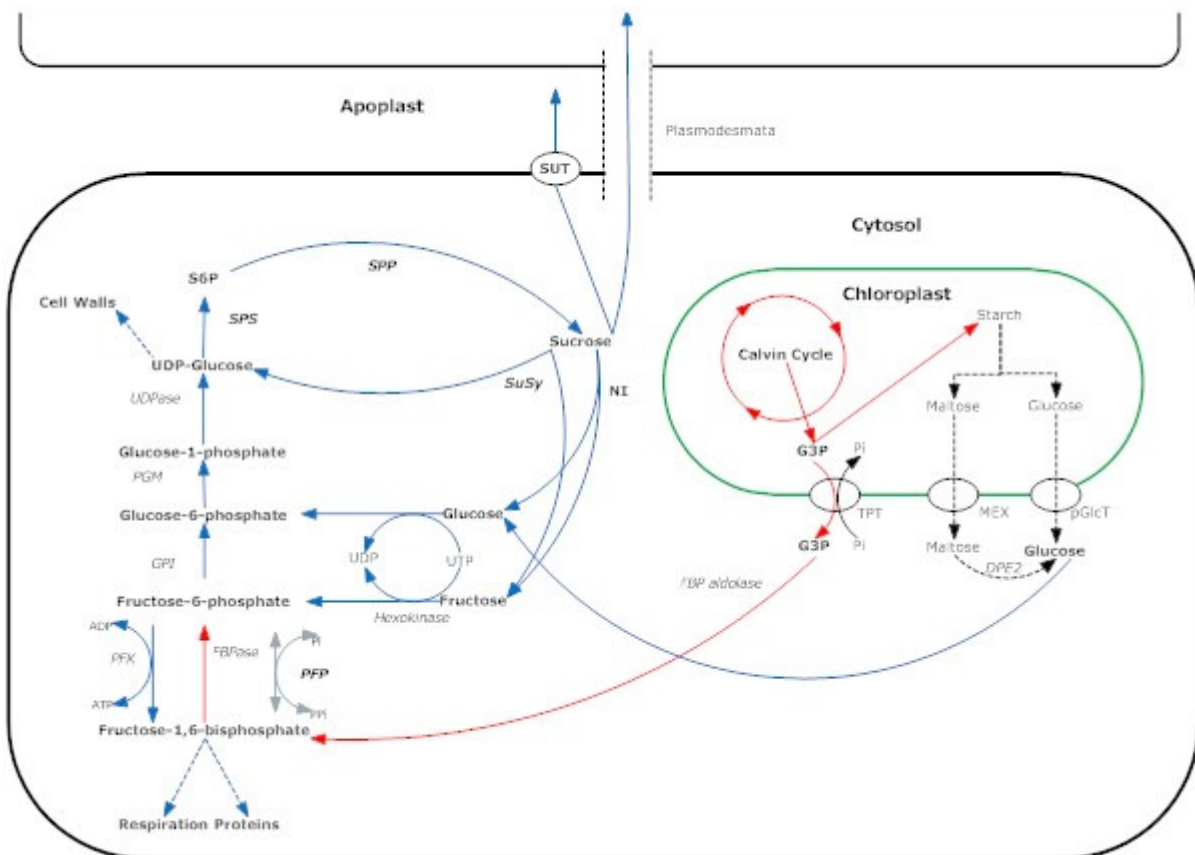 Apoplast
Plasmodesmata
SUT
Cytosol
S6P
SPP
Chloroplast
Cell Walls
Starch
SPS
Sucrose
Calvin Cycle
UDP-Glucose
SuSy
NI
UDPase
Maltose
Glucose
Glucose-1-phosphate
G3P
Pi
PGM
Glucose-6-phosphate
Glucose
TPT
MEX
pGlcT
G3P
Pi
Maltose
Glucose
UDP
UTP
GPI
DPE2
FBP aldolase
Fructose-6-phosphate
Fructose
Hexokinase
ADP
PFK
FBPase
Pi
PFP
ATP
PPi
Fructose-1,6-bisphosphate
Respiration Proteins